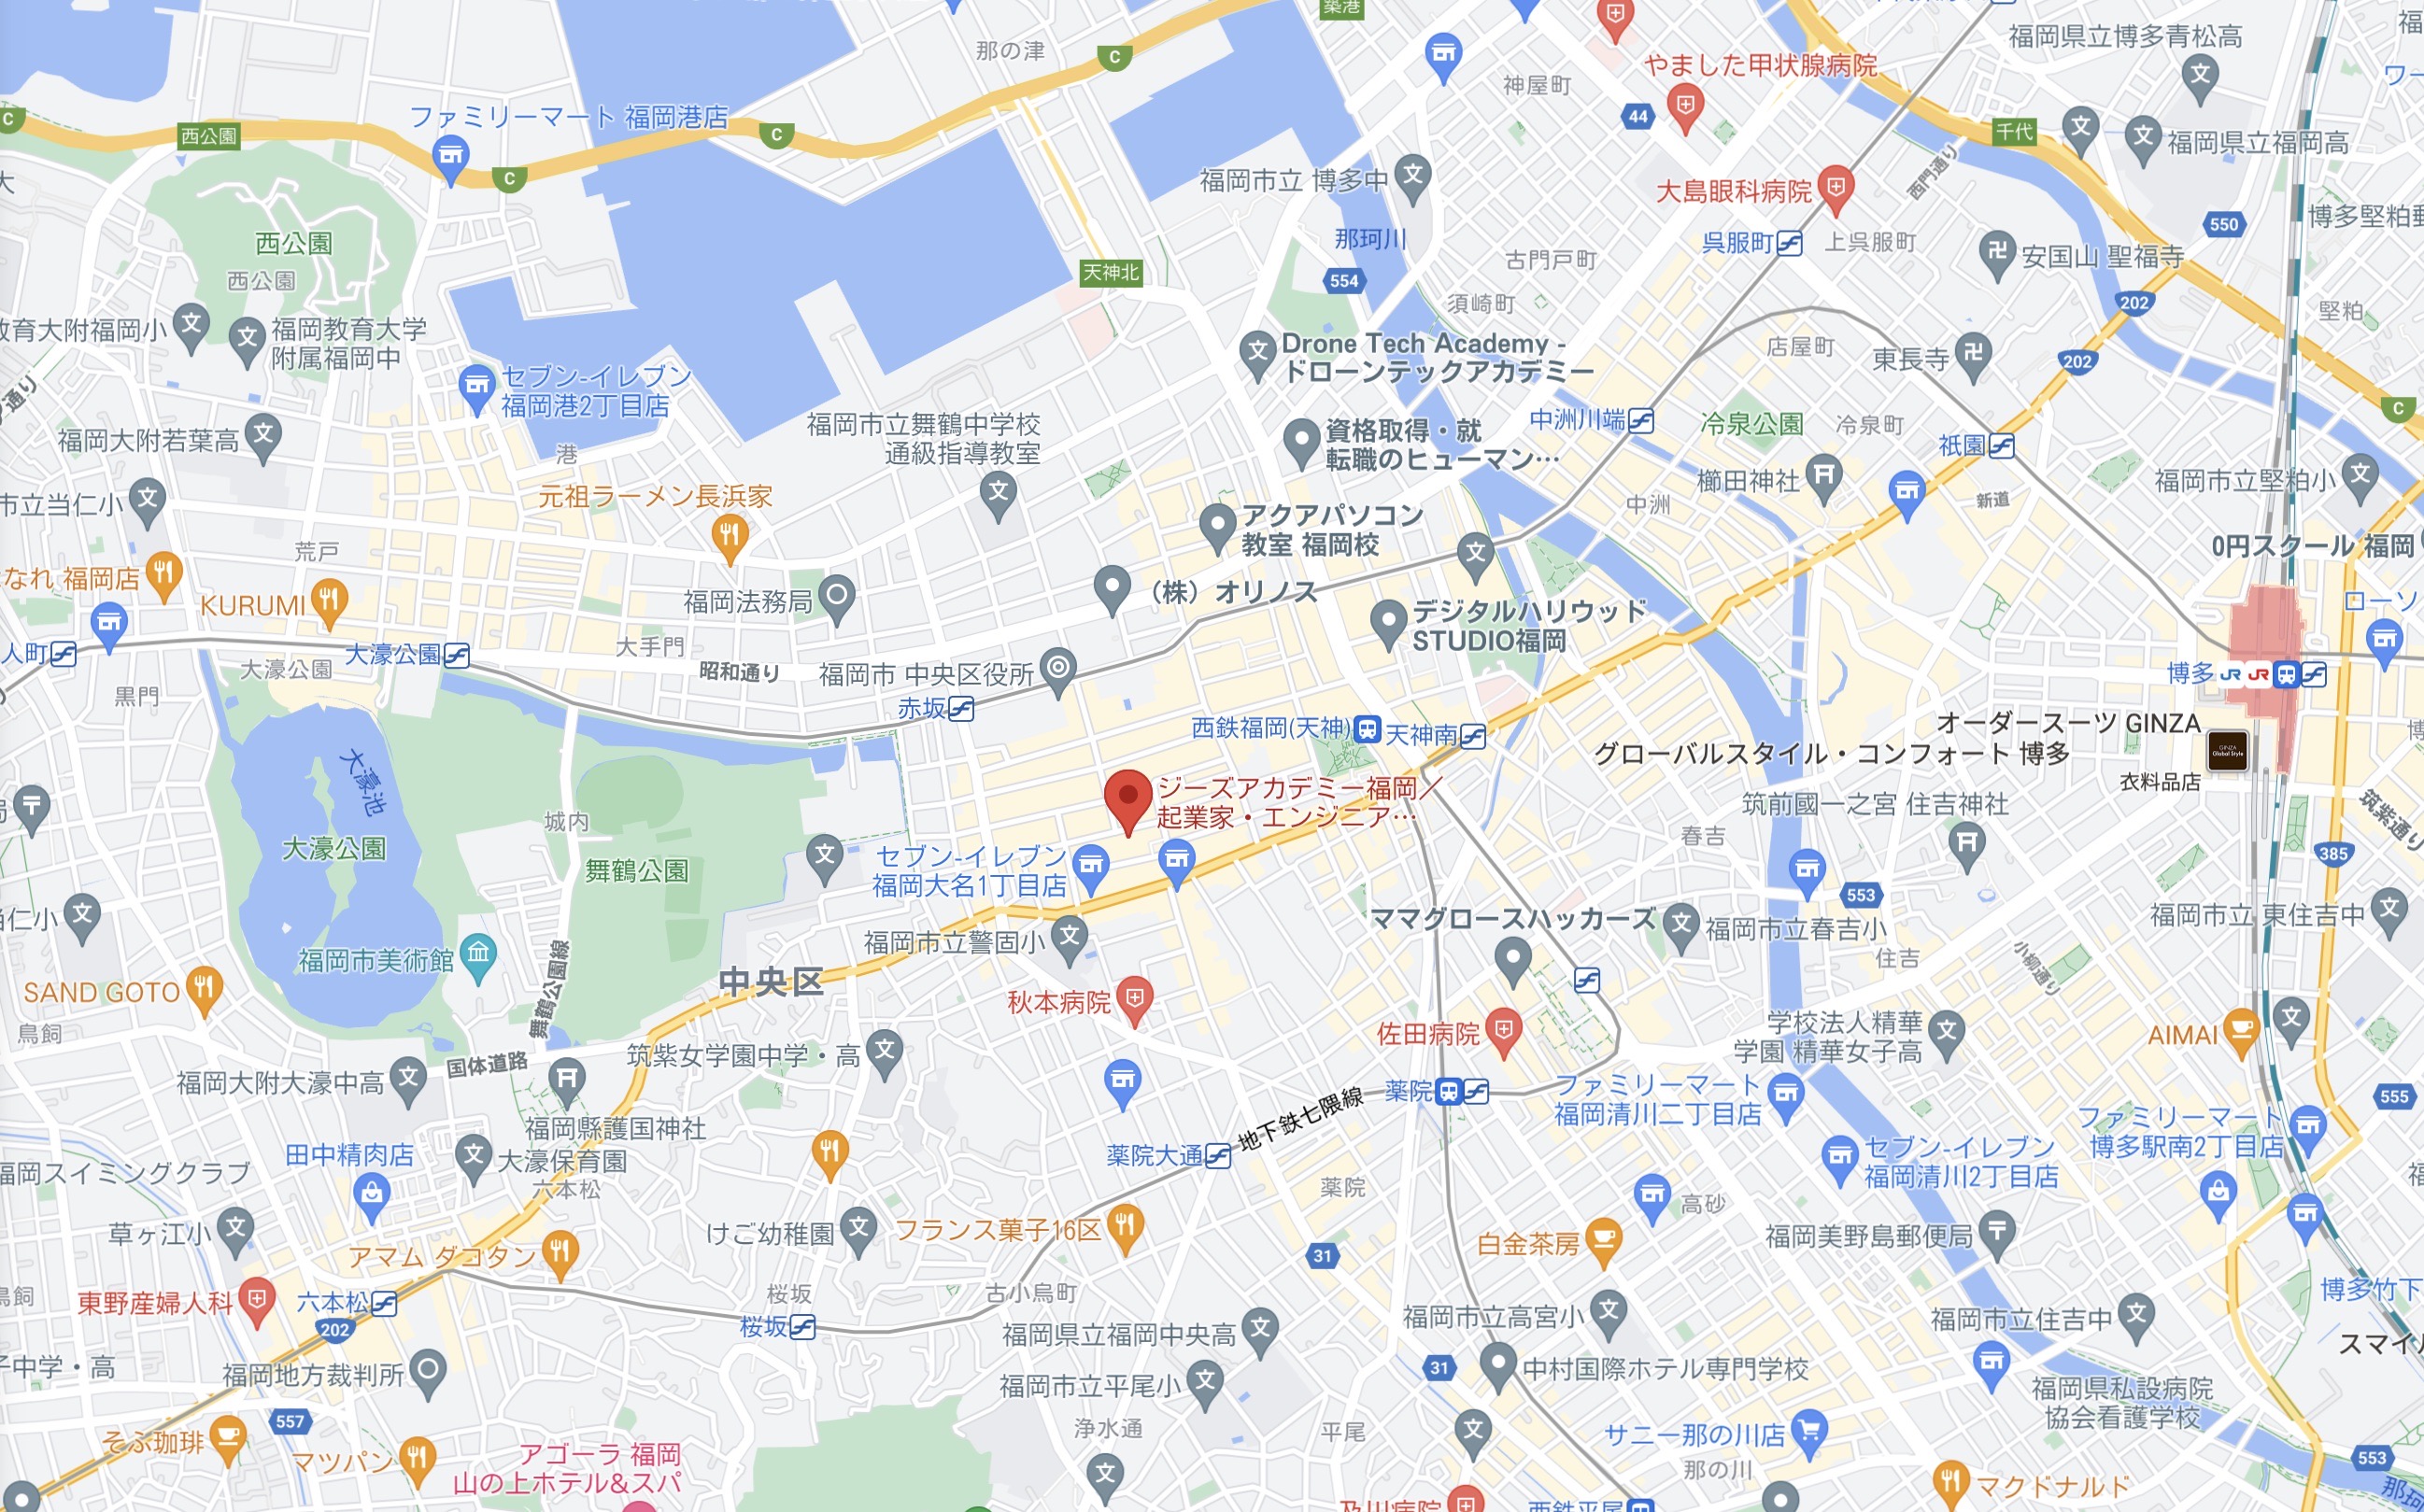 築港
那の津
C
福岡県立博多青松高
やました甲状腺病院
神屋町
ファミリーマート 福岡港店
西公園
C
C
C
44
千代
福岡県立福岡高
福岡市立 博多中
大島眼科病院
西門通り
550
那珂川
呉服町
上呉服町
安国山 聖福寺
西公園
西公園
天神北
554
古門戸町
須崎町
202
堅粕
教育大附福岡小
福岡教育大学
附属福岡中
Drone Tech Academy -
ドローンテックアカデミー
店屋町
東長寺
202
セブン-イレブン
福岡港2丁目店
福岡市立舞鶴中学校
通級指導教室
中洲川端
冷泉公園
冷泉町
祇園
C
福岡大附若葉高
港
資格取得・就
転職のヒューマン…
櫛田神社
福岡市立堅粕小
市立当仁小
元祖ラーメン長浜家
中洲
新道
荒戸
アクアパソコン
教室 福岡校
0円スクール 福岡
なれ 福岡店
KURUMI
福岡法務局
(株)オリノス
デジタルハリウッド
STUDIO福岡
ローソ
人町
大濠公園
大濠公園
大手門
昭和通り
福岡市 中央区役所
赤坂
黒門
博多
JR
JR
西鉄福岡(天神)
天神南
オーダースーツ GINZA
グローバルスタイル・コンフォート 博多
衣料品店
GINZA
Global Style
大濠池
ジーズアカデミー福岡／
起業家・エンジニア…
筑前國一之宮 住吉神社
筑紫通り
城内
大濠公園
舞鶴公園
セブン-イレブン
福岡大名1丁目店
春吉
385
553
当仁小
ママグロースハッカーズ
福岡市立春吉小
福岡市立 東住吉中
福岡市立警固小
福岡市美術館
中央区
住吉
小柳通り
SAND GOTO
舞鶴公園線
秋本病院
佐田病院
学校法人精華
学園 精華女子高
AIMAI
鳥飼
国体道路
筑紫女学園中学・高
福岡大附大濠中高
薬院
ファミリーマート
福岡清川二丁目店
555
地下鉄七隈線
福岡縣護国神社
ファミリーマート
博多駅南2丁目店
田中精肉店
大濠保育園
六本松
薬院大通
セブン-イレブン
福岡清川2丁目店
福岡スイミングクラブ
薬院
高砂
草ヶ江小
けご幼稚園
フランス菓子16区
白金茶房
福岡美野島郵便局
アマム ダコタン
31
東野産婦人科
六本松
202
桜坂
桜坂
古小烏町
福岡県立福岡中央高
福岡市立高宮小
福岡市立住吉中
博多竹下
スマイル
子中学・高
福岡地方裁判所
福岡市立平尾小
31
中村国際ホテル専門学校
福岡県私設病院
協会看護学校
557
そふ珈琲
マツパン
アゴーラ 福岡
山の上ホテル&スパ
浄水通
平尾
サニー那の川店
那の川
553
マクドナルド
及川病院
西鉄平尾